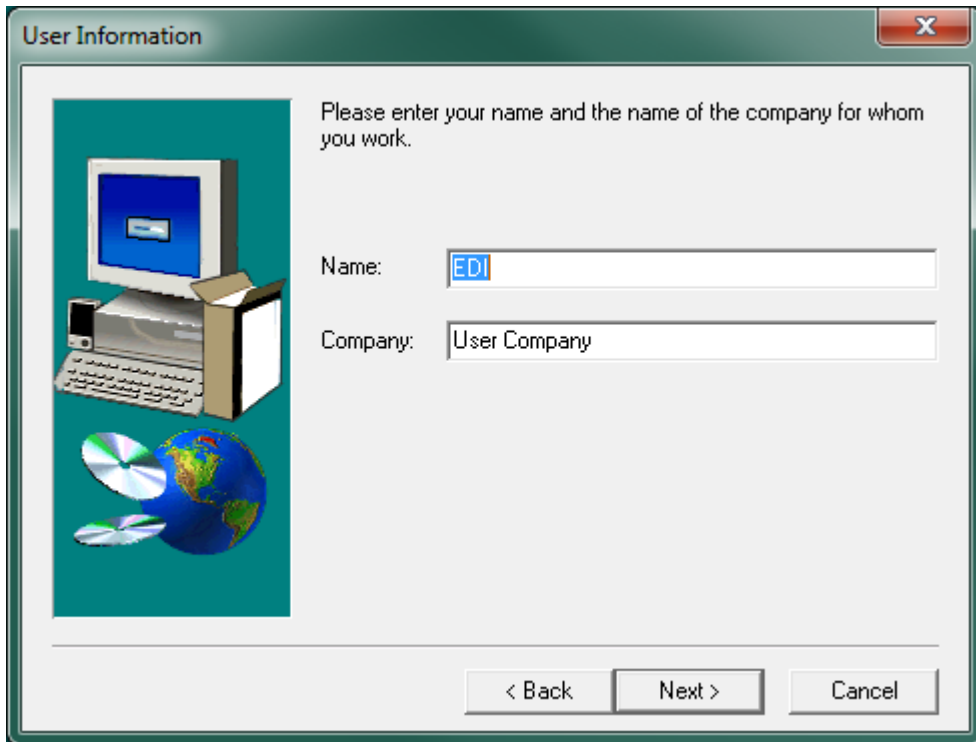 User Information
Please enter your name and the name of the company for whom
you work.
Name: EDI
Company: User Company
< Back Next > Cancel